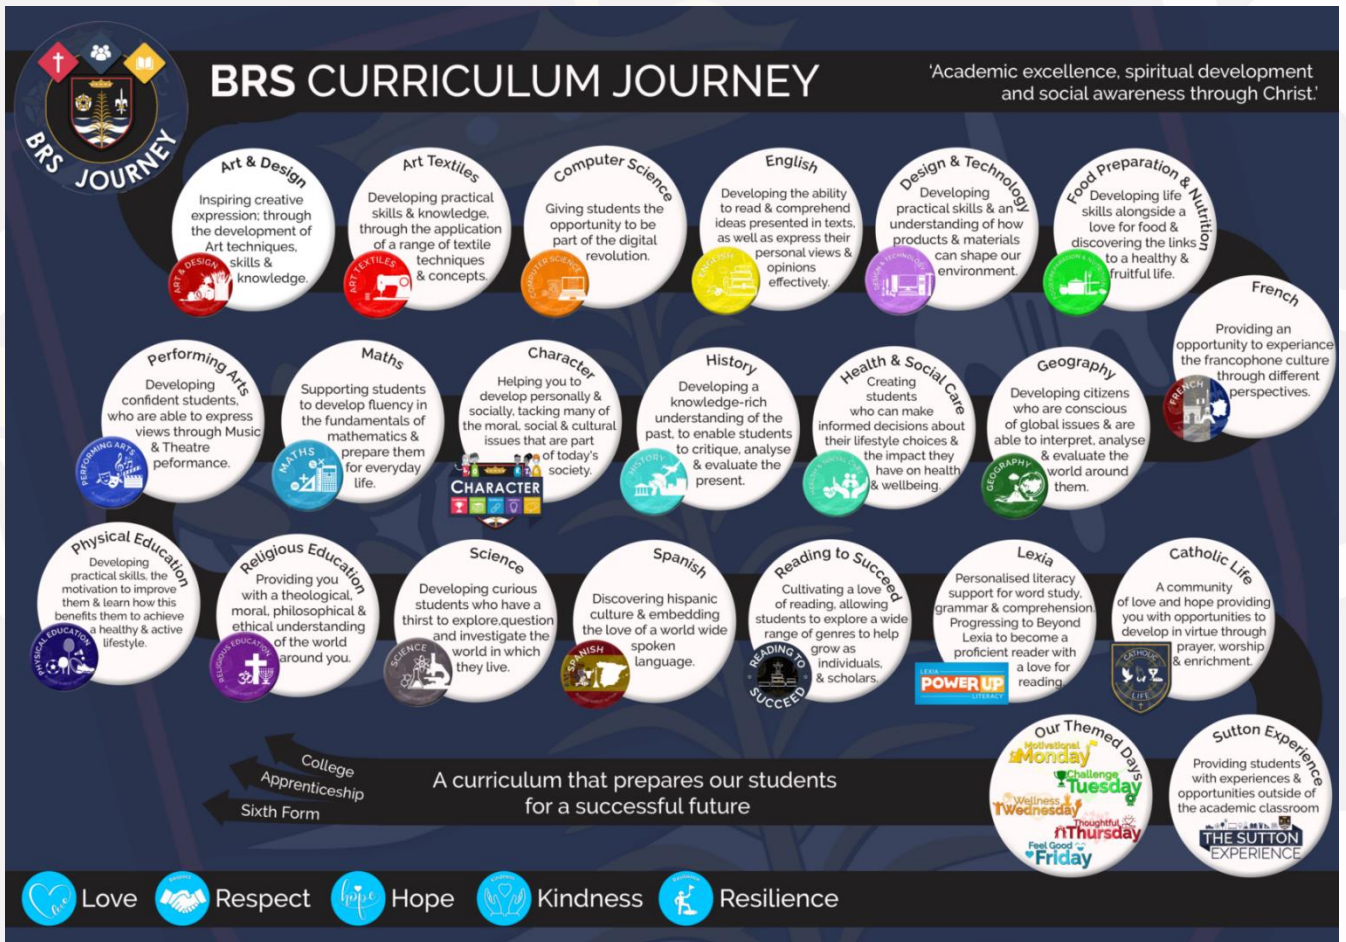 BRS JOURNEY
BRS CURRICULUM JOURNEY
'Academic excellence, spiritual development
and social awareness through Christ.'
Art & Design
Inspiring creative
expression; through
the development of
Art techniques,
skills &
knowledge.
ART & DESIGN
Art Textiles
Developing practical
skills & knowledge,
through the application
of a range of textile
techniques
& concepts.
ART TEXTILES
Computer Science
Giving students the
opportunity to be
part of the digital
revolution.
COMPUTER SCIENCE
English
Developing the ability
to read & comprehend
ideas presented in texts,
as well as express their
personal views &
opinions
effectively.
ENGLISH
Design & Technology
Developing
practical skills & an
understanding of how
products & materials
can shape our
environment.
DESIGN & TECHNOLOGY
Food Preparation & Nutrition
Developing life
skills alongside a
love for food &
discovering the links
to a healthy &
fruitful life.
French
Providing an
opportunity to experiance
the francophone culture
through different
perspectives.
FRENCH
Performing Arts
Developing
confident students,
who are able to express
views through Music
& Theatre
peformance.
PERFORMING ARTS
Maths
Supporting students
to develop fluency in
the fundamentals of
mathematics &
prepare them
for everyday
life.
MATHS
Character
Helping you to
develop personally &
socially, tacking many of
the moral, social & cultural
issues that are part
of today's
society.
CHARACTER
History
Developing a
knowledge-rich
understanding of the
past, to enable students
to critique, analyse
& evaluate the
present.
HISTORY
Health & Social Care
Creating
students
who can make
informed decisions about
their lifestyle choices &
the impact they
have on health
& wellbeing.
HEALTH & SOCIAL CARE
Geography
Developing citizens
who are conscious
of global issues & are
able to interpret, analyse
& evaluate the
world around
them.
GEOGRAPHY
Physical Education
Developing
practical skills, the
motivation to improve
them & learn how this
benefits them to achieve
a healthy & active
lifestyle.
PHYSICAL EDUCATION
Religious Education
Providing you
with a theological,
moral, philosophical &
ethical understanding
of the world
around you.
RELIGIOUS EDUCATION
Science
Developing curious
students who have a
thirst to explore,question
and investigate the
world in which
they live.
SCIENCE
Spanish
Discovering hispanic
culture & embedding
the love of a world wide
spoken
language.
SPANISH
Reading to Succeed
Cultivating a love
of reading, allowing
students to explore a wide
range of genres to help
grow as
individuals,
& scholars.
READING TO
SUCCEED
Lexia
Personalised literacy
support for word study,
grammar & comprehension.
Progressing to Beyond
Lexia to become a
proficient reader with
a love for
reading.
LEXIA
POWER UP
LITERACY
Catholic Life
A community
of love and hope providing
you with opportunities to
develop in virtue through
prayer, worship
& enrichment.
CATHOLIC
LIFE
Our Themed Days
Motivational
Monday
Challenge
Tuesday
Wellness
Wednesday
Thoughtful
Thursday
Feel Good
Friday
Sutton Experience
Providing students
with experiences &
opportunities outside of
the academic classroom
THE SUTTON
EXPERIENCE
College
Apprenticeship
Sixth Form
A curriculum that prepares our students
for a successful future
love
Love
Respect
Respect
hope
Hope
Kindness
Kindness
Resilience
Resilience